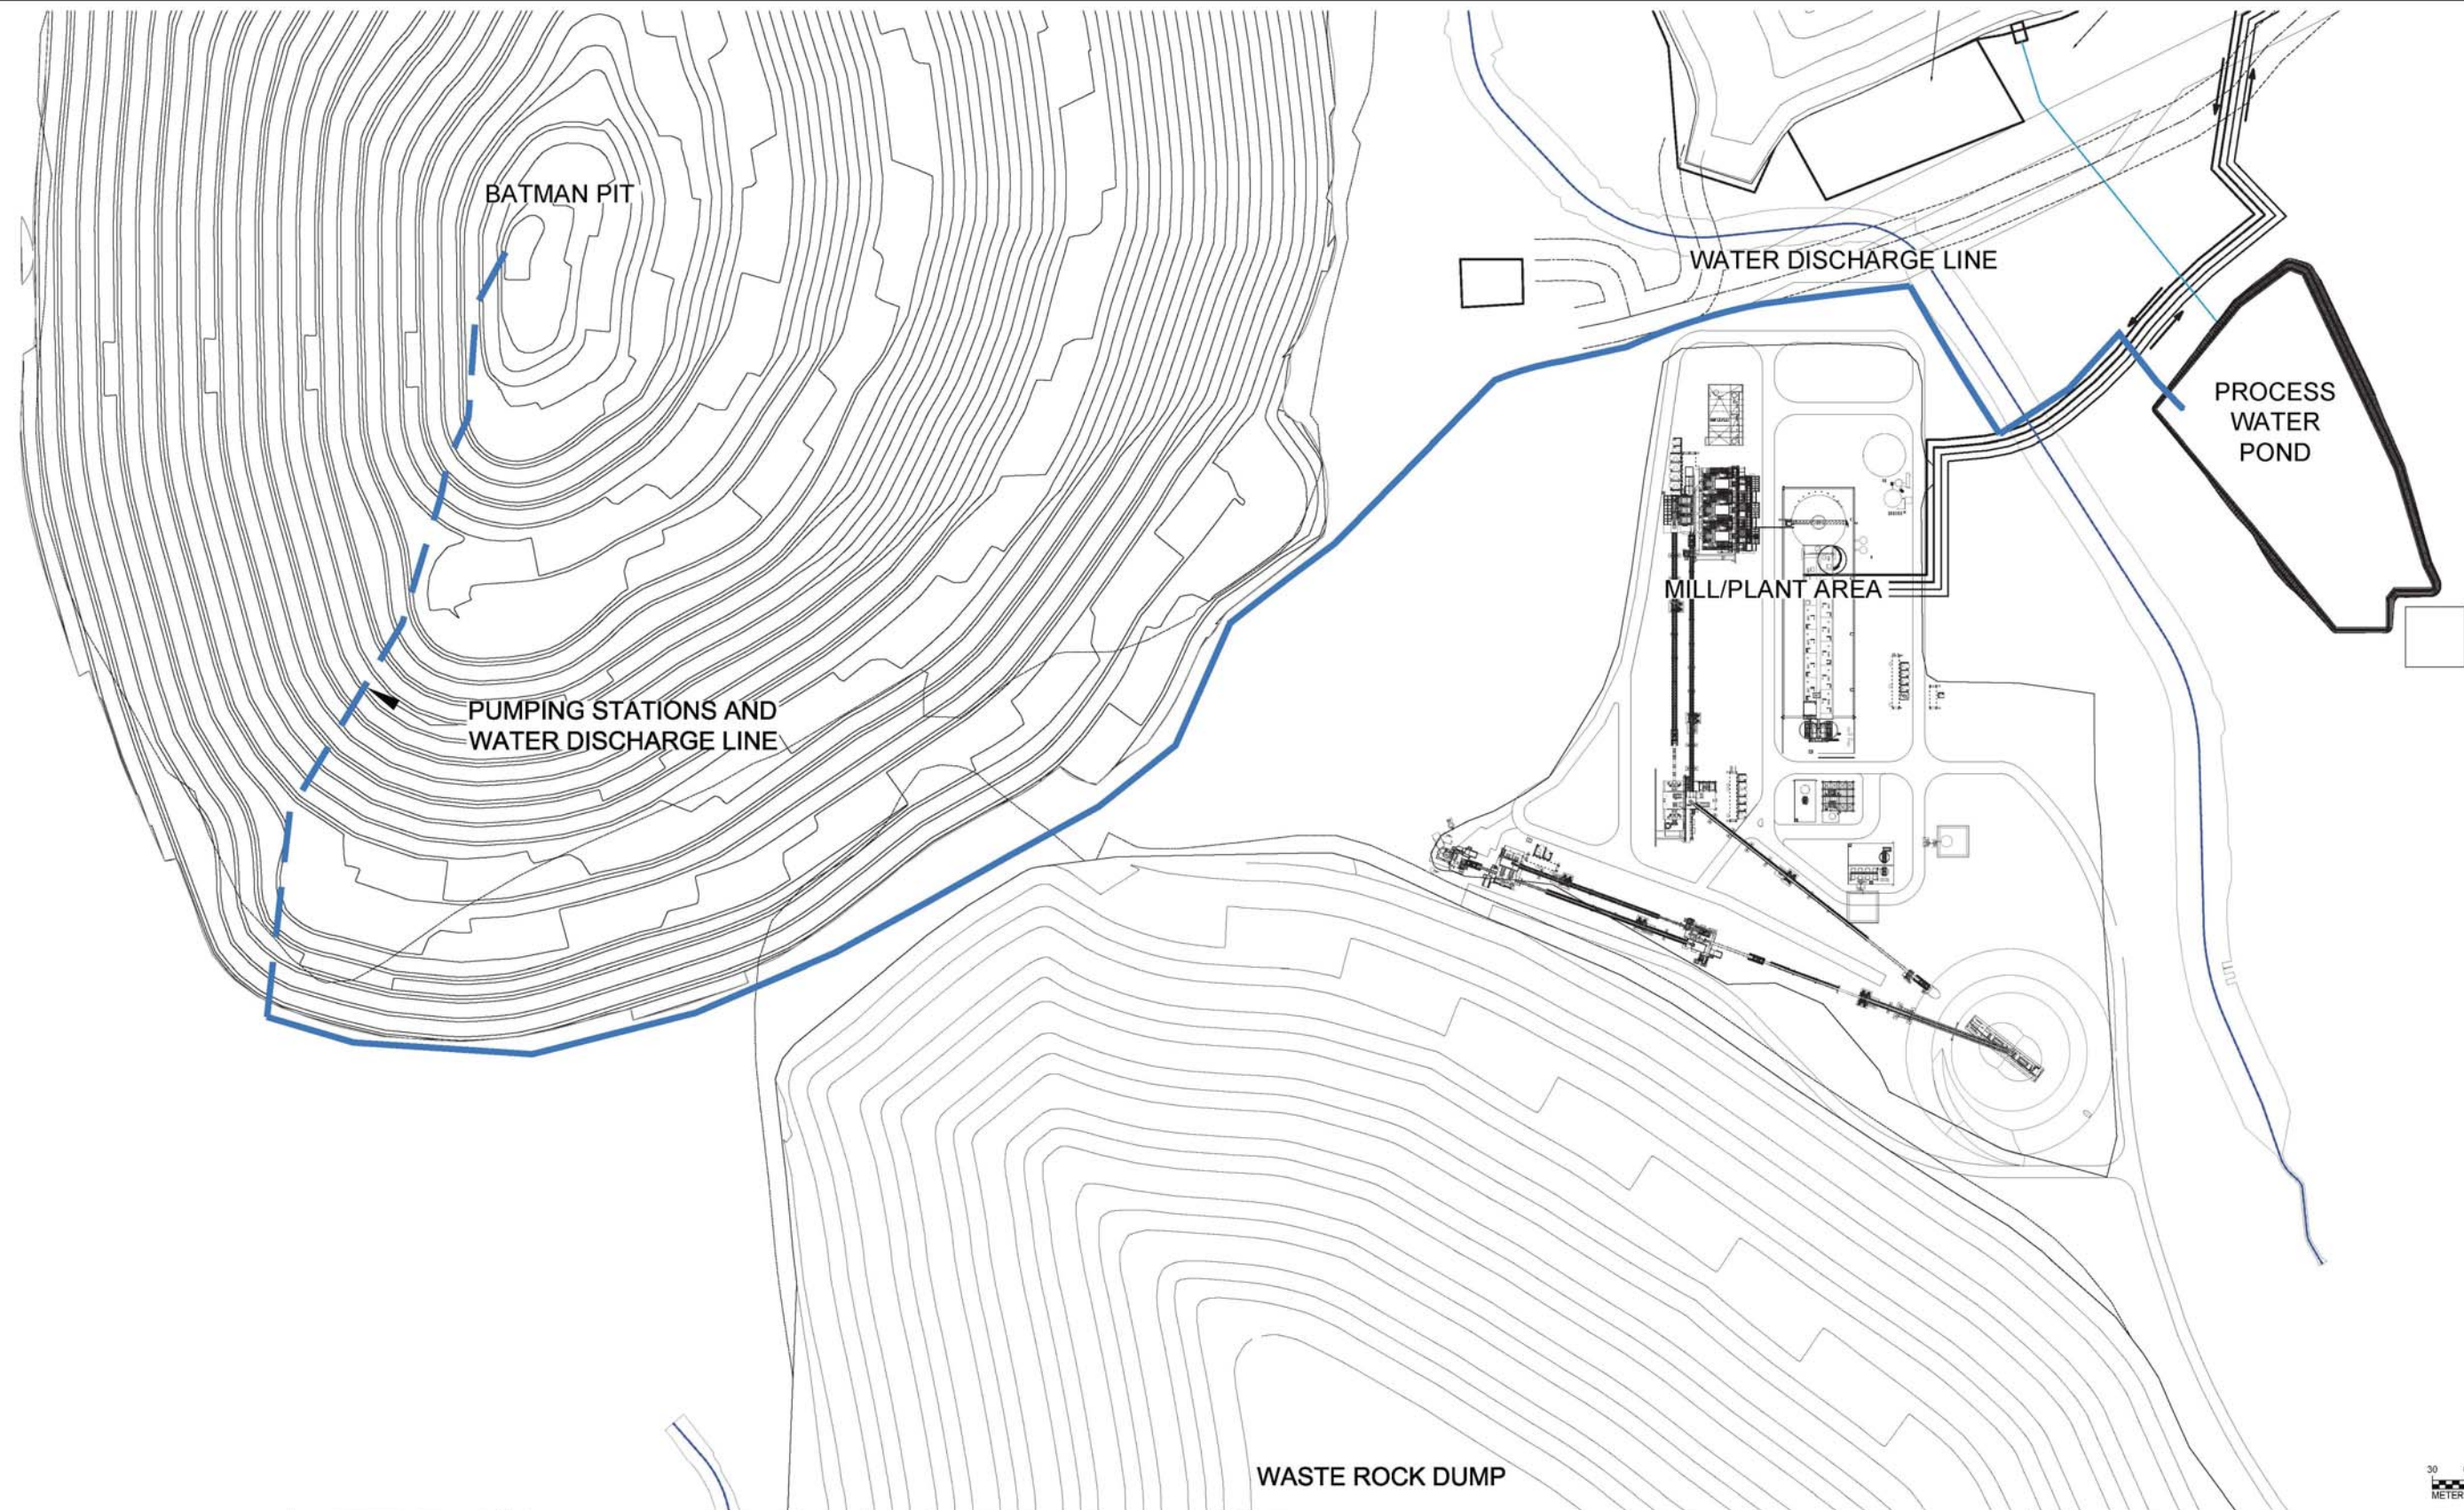 BATMAN PIT
WATER DISCHARGE LINE
PROCESS
WATER
POND
MILL/PLANT AREA
PUMPING STATIONS AND
WATER DISCHARGE LINE
WASTE ROCK DUMP
30
METER